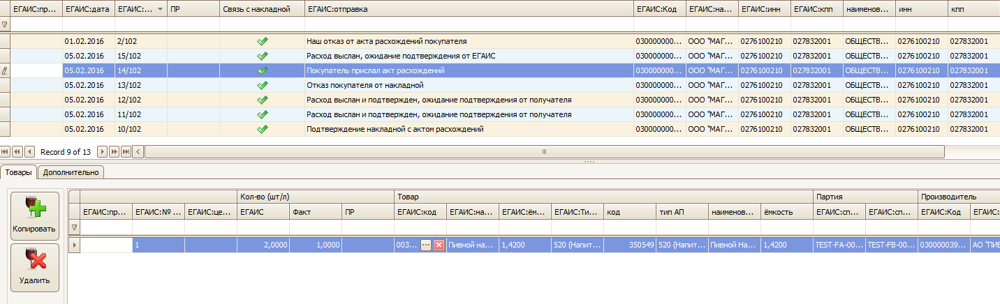 ЕГАИС:пр... ЕГАИС:дата ЕГАИС:... ПР Связь с накладной ЕГАИС:отправка ЕГАИС:Код ЕГАИС:на... ЕГАИС:инн ЕГАИС:кпп наименов... инн кпп
01.02.2016 2/102 Наш отказ от акта расхождений покупателя 030000000... ООО "МАГ... 0276100210 027832001 ОБЩЕСТВ... 0276100210 027832001
05.02.2016 15/102 Расход выслан, ожидание подтверждения от ЕГАИС 030000000... ООО "МАГ... 0276100210 027832001 ОБЩЕСТВ... 0276100210 027832001
05.02.2016 14/102 Покупатель прислал акт расхождений 030000000... ООО "МАГ... 0276100210 027832001 ОБЩЕСТВ... 0276100210 027832001
05.02.2016 13/102 Отказ покупателя от накладной 030000000... ООО "МАГ... 0276100210 027832001 ОБЩЕСТВ... 0276100210 027832001
05.02.2016 12/102 Расход выслан и подтвержден, ожидание подтверждения от получателя 030000000... ООО "МАГ... 0276100210 027832001 ОБЩЕСТВ... 0276100210 027832001
05.02.2016 11/102 Расход выслан и подтвержден, ожидание подтверждения от получателя 030000000... ООО "МАГ... 0276100210 027832001 ОБЩЕСТВ... 0276100210 027832001
05.02.2016 10/102 Подтверждение накладной с актом расхождений 030000000... ООО "МАГ... 0276100210 027832001 ОБЩЕСТВ... 0276100210 027832001
Record 9 of 13
Товары Дополнительно
Копировать
Удалить
Кол-во (шт/л) Товар Партия Производитель
ЕГАИС:пр... ЕГАИС:№ ... ЕГАИС:це... ЕГАИС Факт ПР ЕГАИС:код ЕГАИС:на... ЕГАИС:ём... ЕГАИС:Ти... код тип АП наименов... ёмкость ЕГАИС:сп... ЕГАИС:сп... ЕГАИС:Код ЕГАИС:
1 2,0000 1,0000 003... Пивной на... 1,4200 520 (Напит... 350549 520 (Напит... Пивной На... 1,4200 TEST-FA-00... TEST-FB-00... 030000039... АО "ПИВ